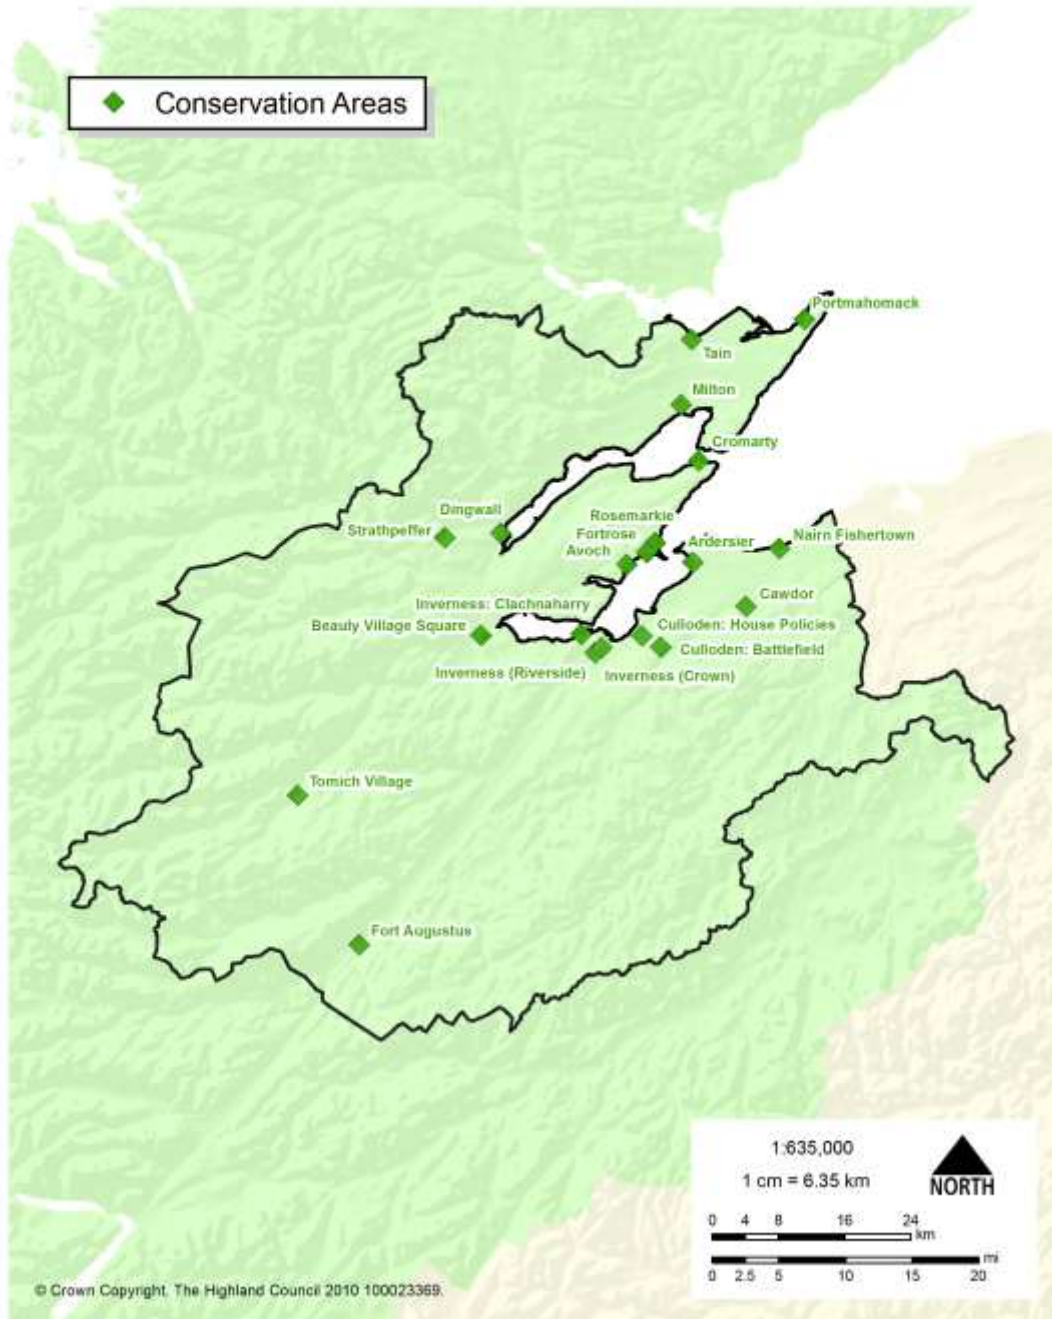 Conservation Areas
Portmahomack
Tain
Milton
Cromarty
Dingwall
Strathpeffer
Rosemarkie
Fortrose
Avoch
Ardersier
Nairn Fishertown
Cawdor
Inverness: Clachnaharry
Beauly Village Square
Culloden: House Policies
Culloden: Battlefield
Inverness (Riverside)
Inverness (Crown)
Tomich Village
Fort Augustus
1:635,000
1 cm = 6.35 km
NORTH
0 4 8 16 24
km
mi
0 2.5 5 10 15 20
© Crown Copyright. The Highland Council 2010 100023369.